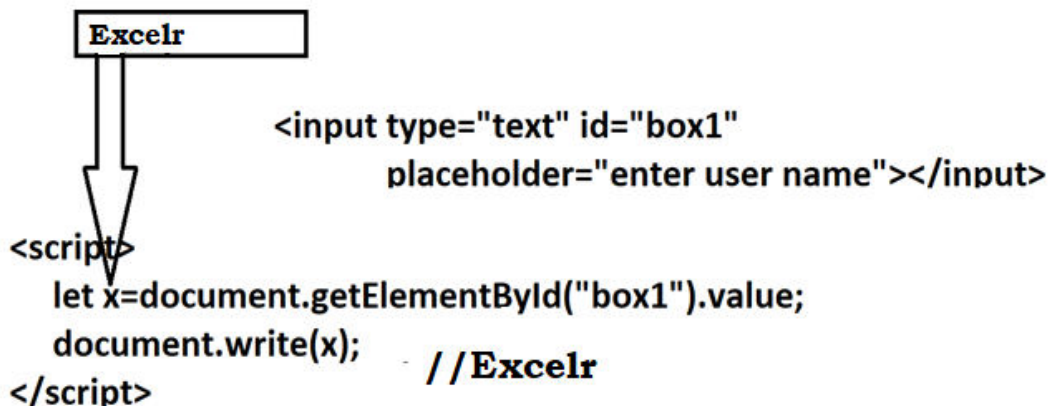 Excelr
<input type="text" id="box1"
placeholder="enter user name"></input>
<script>
let x=document.getElementById("box1").value;
document.write(x);
//Excelr
</script>